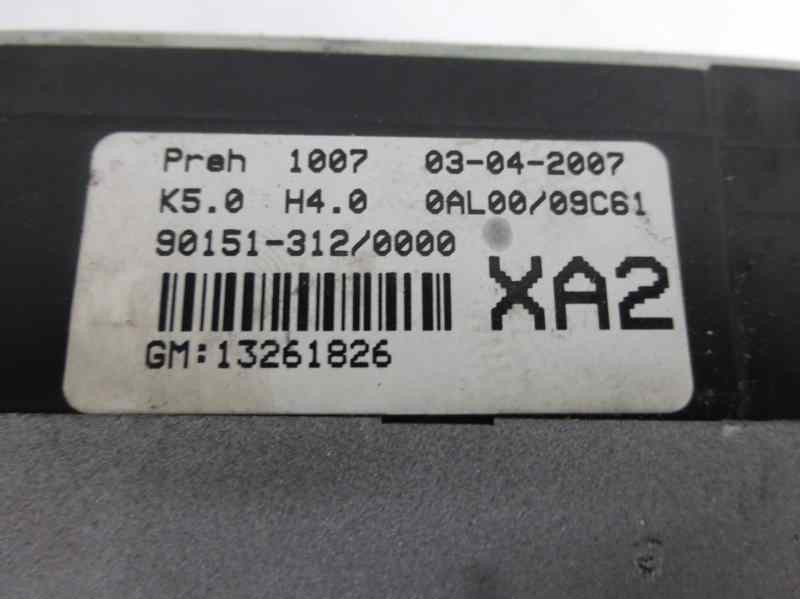 Preh 1007 03-04-2007
K5.0 H4.0 0AL00/09C61
90151-312/0000
XA2
GM:13261826